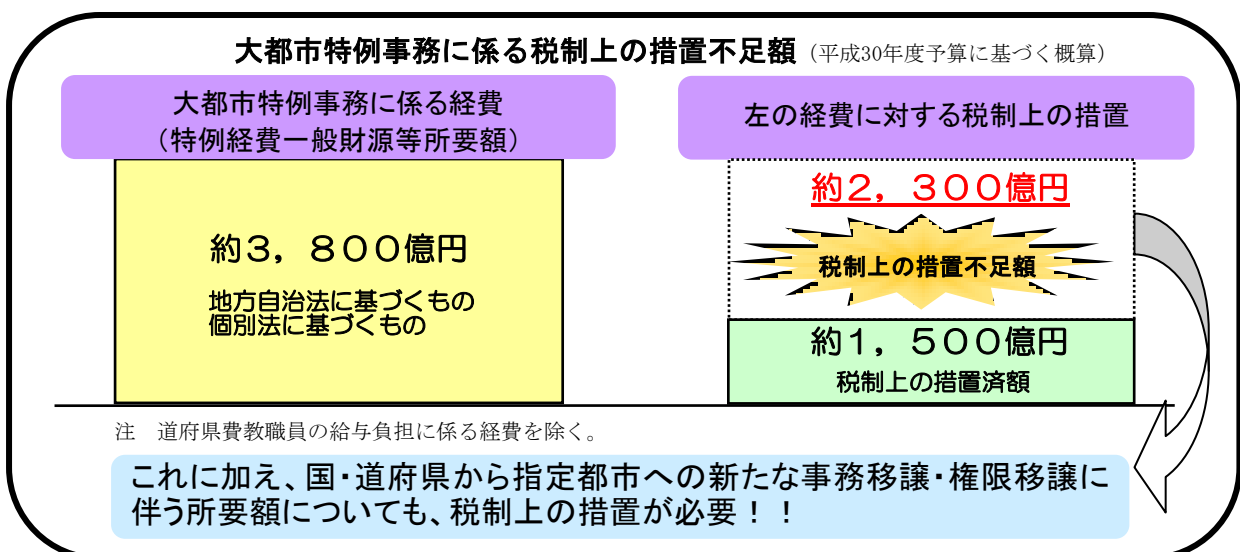 大都市特例事務に係る税制上の措置不足額（平成30年度予算に基づく概算）
大都市特例事務に係る経費
（特例経費一般財源等所要額）
約３，８００億円
地方自治法に基づくもの
個別法に基づくもの
左の経費に対する税制上の措置
約２，３００億円
税制上の措置不足額
約１，５００億円
税制上の措置済額
注　道府県費教職員の給与負担に係る経費を除く。
これに加え、国・道府県から指定都市への新たな事務移譲・権限移譲に
伴う所要額についても、税制上の措置が必要！！